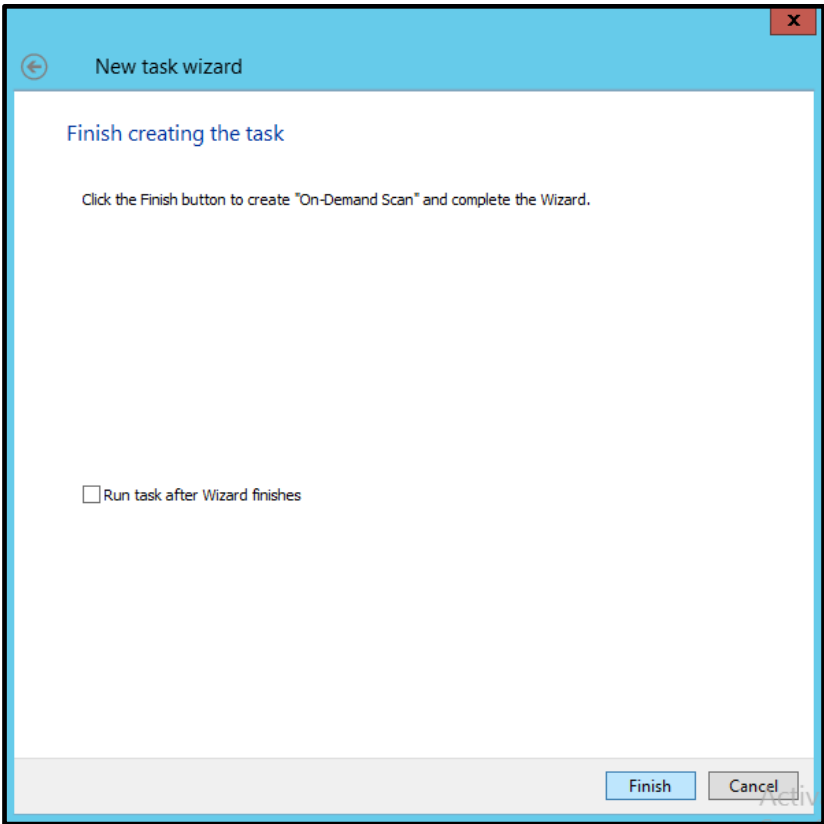 x
New task wizard
Finish creating the task
Click the Finish button to create "On-Demand Scan" and complete the Wizard.
Run task after Wizard finishes
Finish
Cancel
Activ